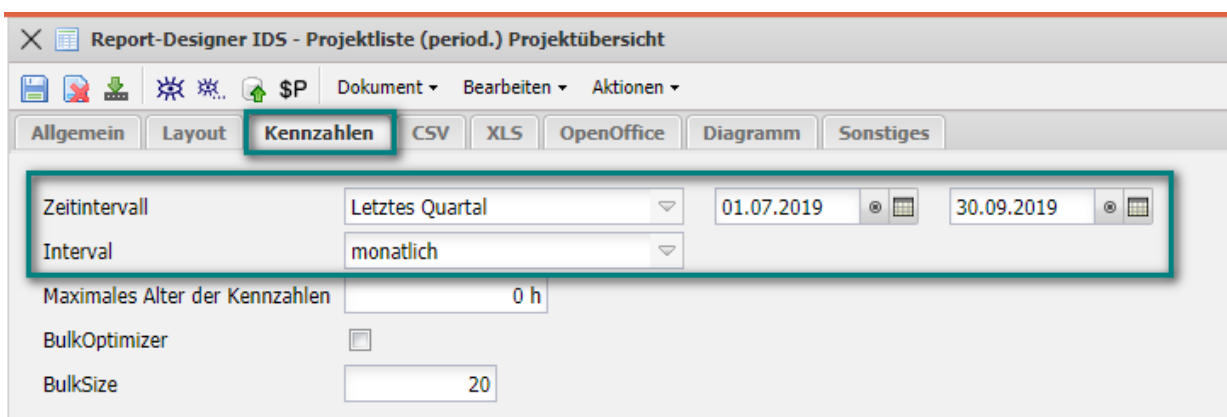 Report-Designer IDS - Projektliste (period.) Projektübersicht
$P Dokument Bearbeiten Aktionen
Allgemein Layout Kennzahlen CSV XLS OpenOffice Diagramm Sonstiges
Zeitintervall Letztes Quartal 01.07.2019 30.09.2019
Interval monatlich
Maximales Alter der Kennzahlen 0 h
BulkOptimizer
BulkSize 20